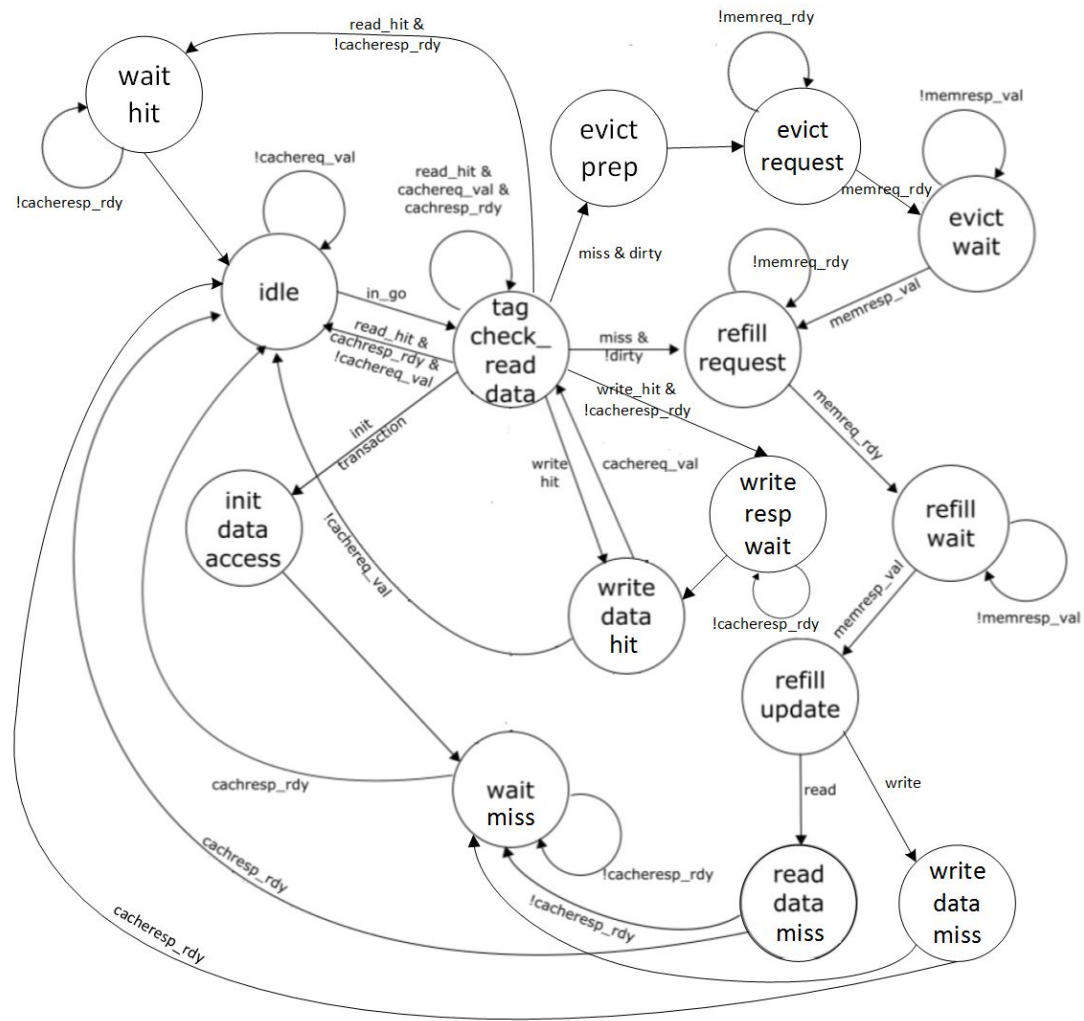 read_hit &
!cacheresp_rdy
!memreq_rdy
wait
hit
!memresp_val
evict
prep
evict
request
!cachereq_val
read_hit &
cachereq_val &
cachresp_rdy
!cacheresp_rdy
memreq_rdy
evict
wait
miss & dirty
!memreq_rdy
idle
in_go
memresp_val
tag
check_
read
data
read_hit &
cachresp_rdy &
!cachereq_val
miss &
!dirty
refill
request
write_hit &
!cacheresp_rdy
memreq_rdy
init
transaction
write
hit
cachereq_val
write
resp
wait
init
data
access
refill
wait
!cachereq_val
write
data
hit
!cacheresp_rdy
memresp_val
!memresp_val
refill
update
cachresp_rdy
wait
miss
read
write
!cacheresp_rdy
cachresp_rdy
!cacheresp_rdy
read
data
miss
write
data
miss
cacheresp_rdy